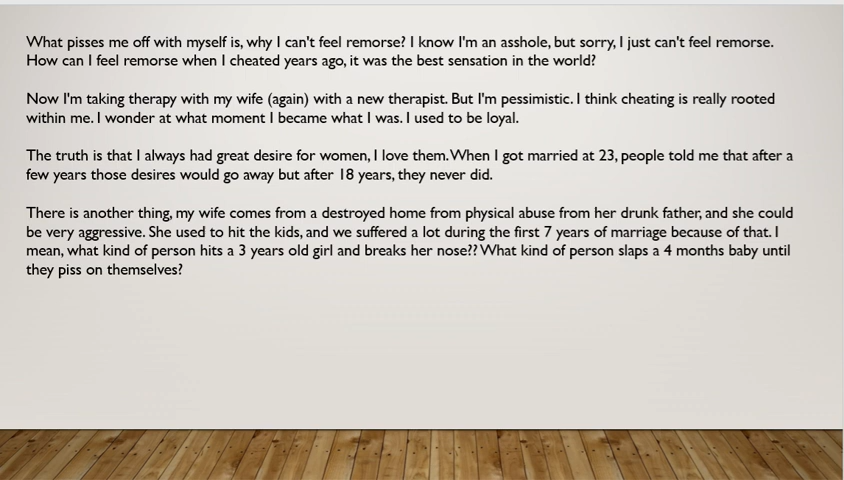 What pisses me off with myself is, why I can't feel remorse? I know I'm an asshole, but sorry, I just can't feel remorse.
How can I feel remorse when I cheated years ago, it was the best sensation in the world?
Now I'm taking therapy with my wife (again) with a new therapist. But I'm pessimistic. I think cheating is really rooted
within me. I wonder at what moment I became what I was. I used to be loyal.
The truth is that I always had great desire for women, I love them. When I got married at 23, people told me that after a
few years those desires would go away but after 18 years, they never did.
There is another thing, my wife comes from a destroyed home from physical abuse from her drunk father, and she could
be very aggressive. She used to hit the kids, and we suffered a lot during the first 7 years of marriage because of that. I
mean, what kind of person hits a 3 years old girl and breaks her nose?? What kind of person slaps a 4 months baby until
they piss on themselves?